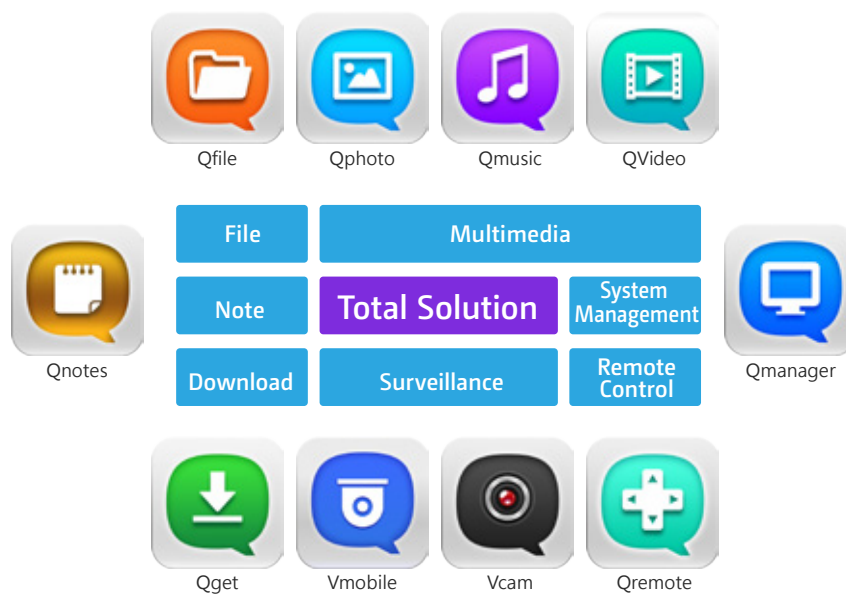 Qfile
Qphoto
Qmusic
QVideo
File
Multimedia
Qnotes
Note
Total Solution
System
Management
Qmanager
Download
Surveillance
Remote
Control
Qget
Vmobile
Vcam
Qremote